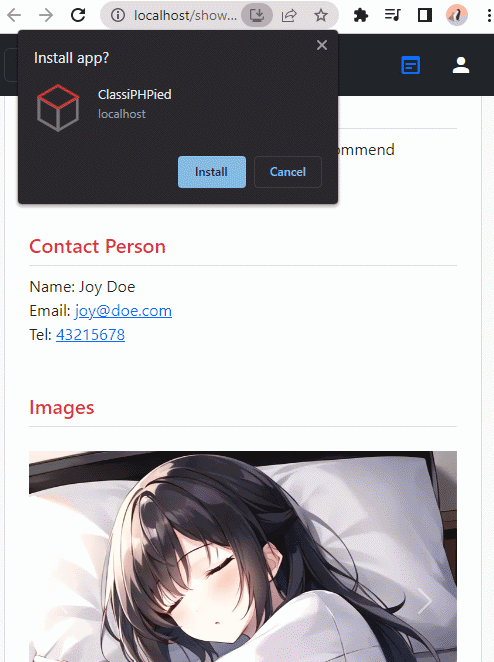 localhost/show...
Install app?
ClassiPHPied
localhost
Install
Cancel
Contact Person
Name: Joy Doe
Email: joy@doe.com
Tel: 43215678
Images